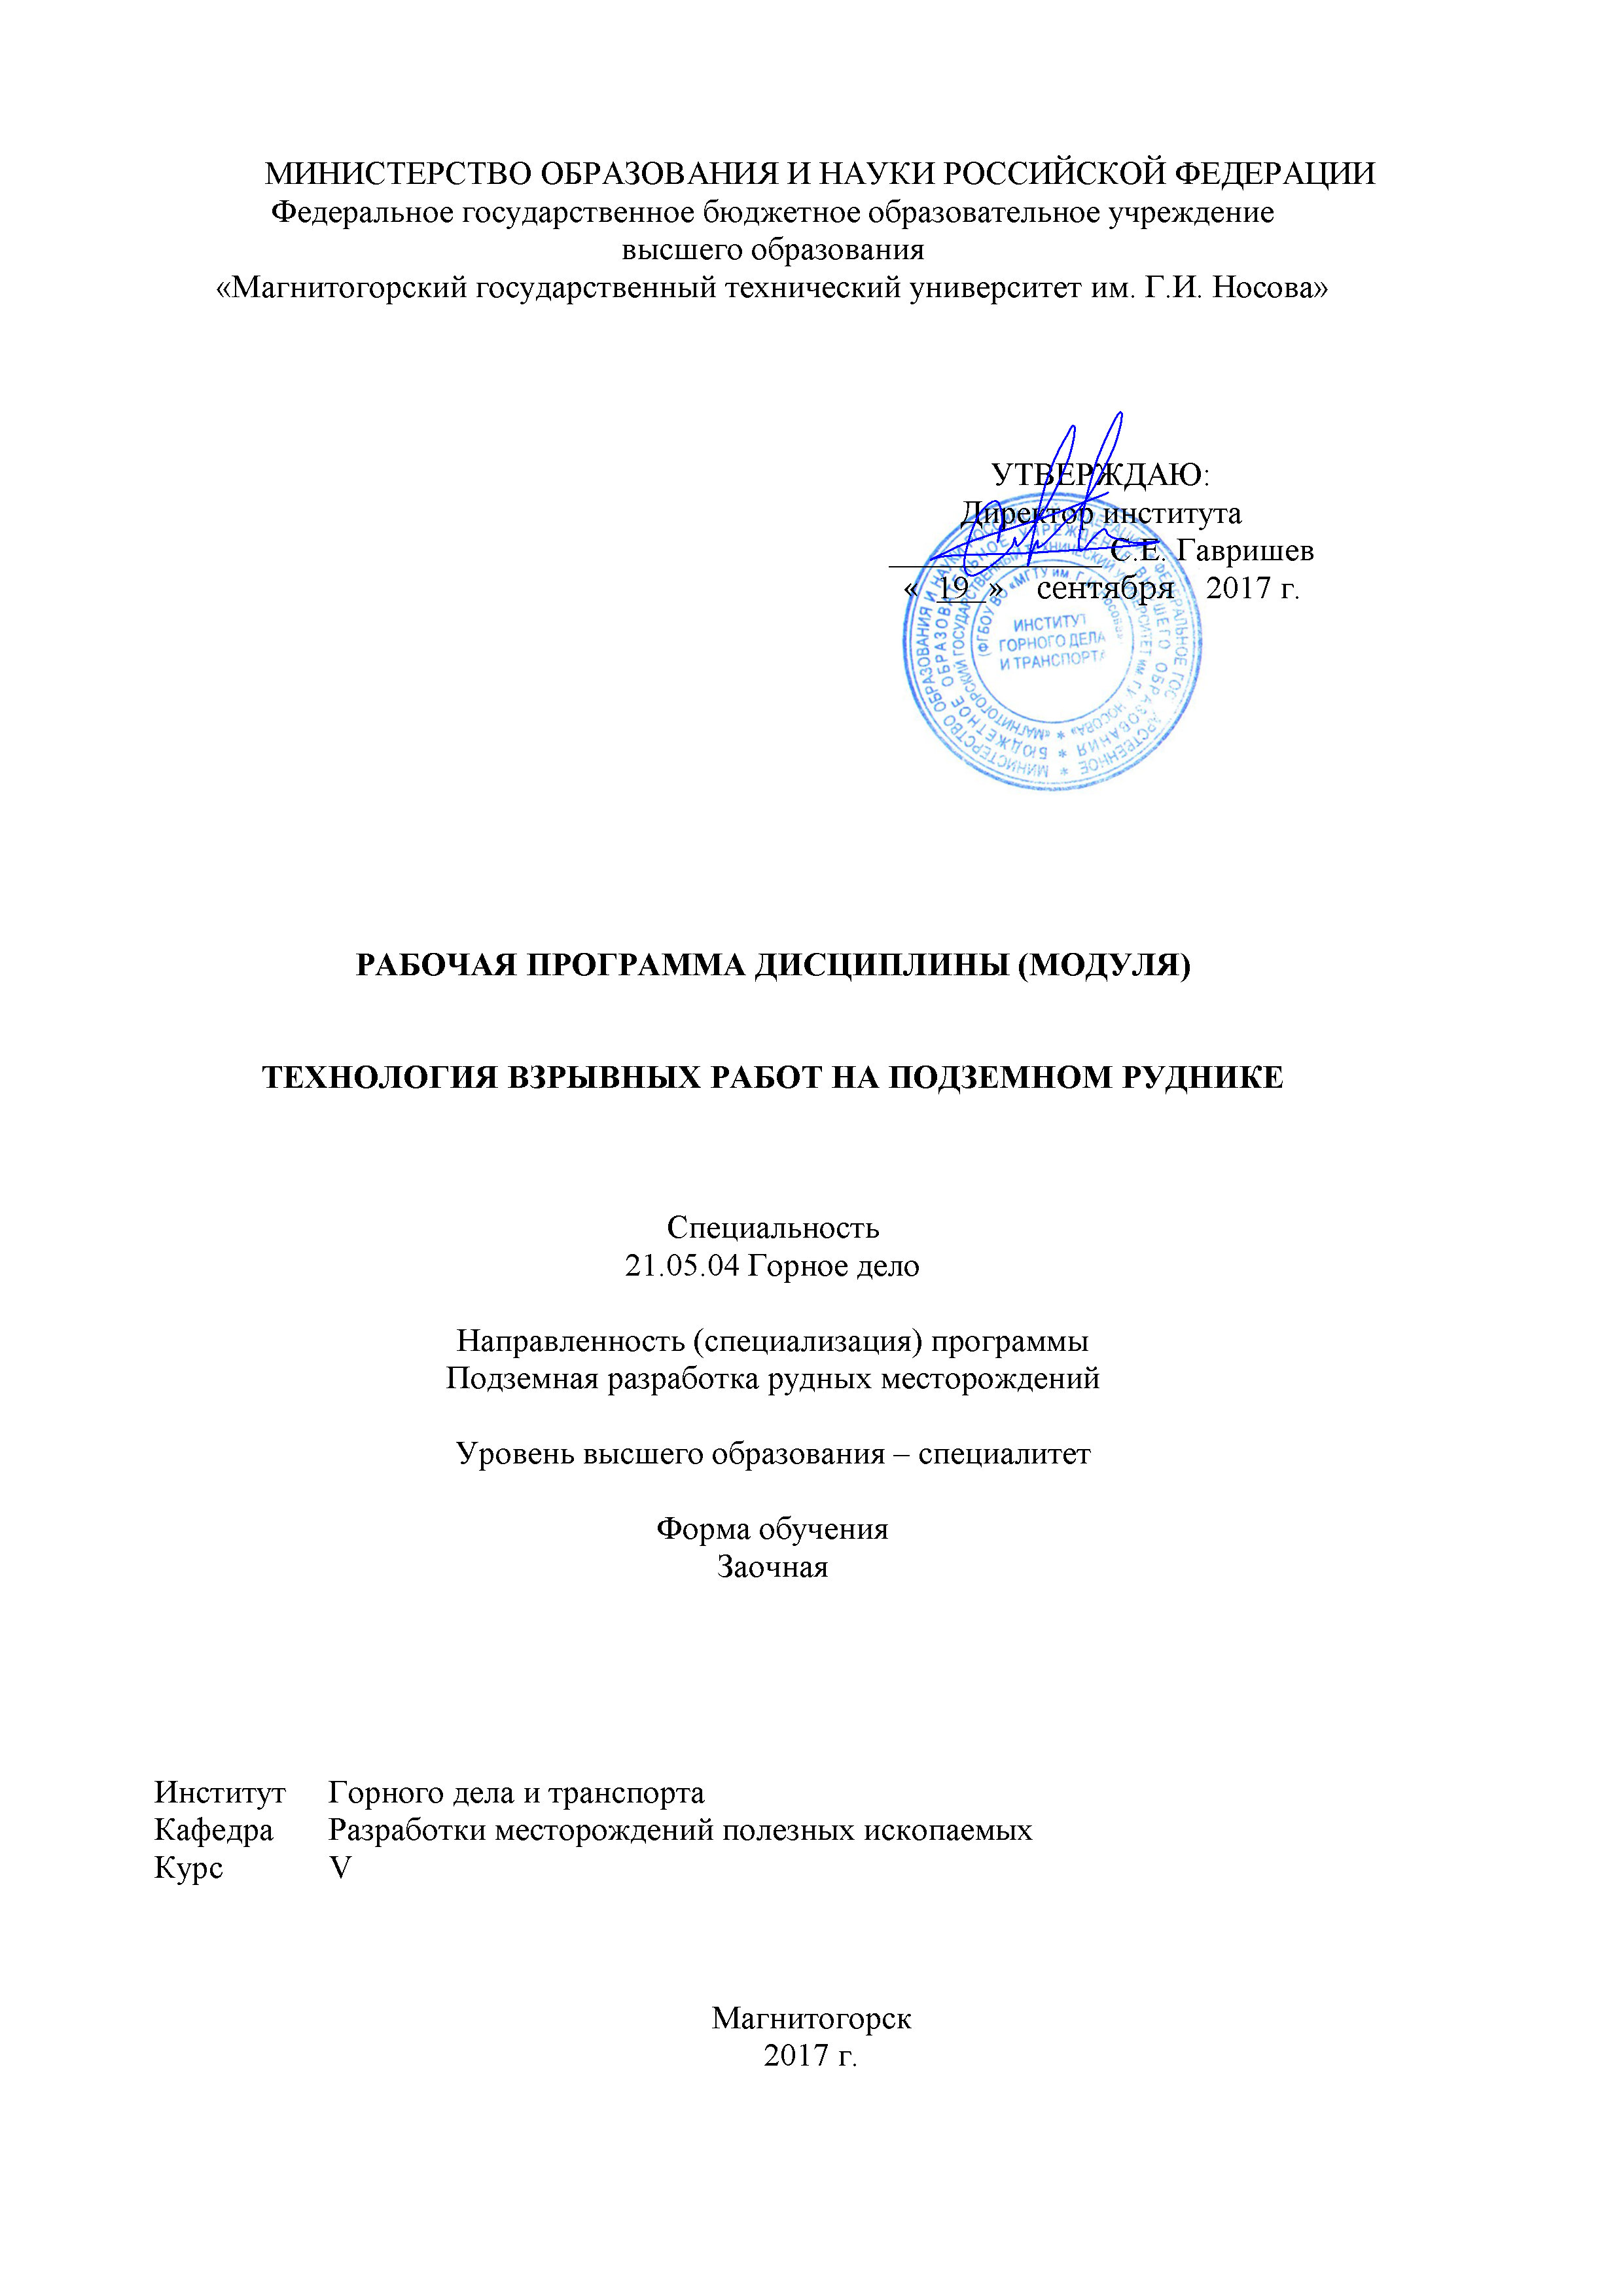 МИНИСТЕРСТВО ОБРАЗОВАНИЯ И НАУКИ РОССИЙСКОЙ ФЕДЕРАЦИИ
Федеральное государственное бюджетное образовательное учреждение
высшего образования
«Магнитогорский государственный технический университет им. Г.И. Носова»
УТВЕРЖДАЮ:
Директор института
С.Е. Гавришев
« 19 » сентября 2017 г.
ИНСТИТУТ
ГОРНОГО ДЕЛА
И ТРАНСПОРТА
РАБОЧАЯ ПРОГРАММА ДИСЦИПЛИНЫ (МОДУЛЯ)
ТЕХНОЛОГИЯ ВЗРЫВНЫХ РАБОТ НА ПОДЗЕМНОМ РУДНИКЕ
Специальность
21.05.04 Горное дело
Направленность (специализация) программы
Подземная разработка рудных месторождений
Уровень высшего образования – специалитет
Форма обучения
Заочная
Институт Горного дела и транспорта
Кафедра Разработки месторождений полезных ископаемых
Курс V
Магнитогорск
2017 г.